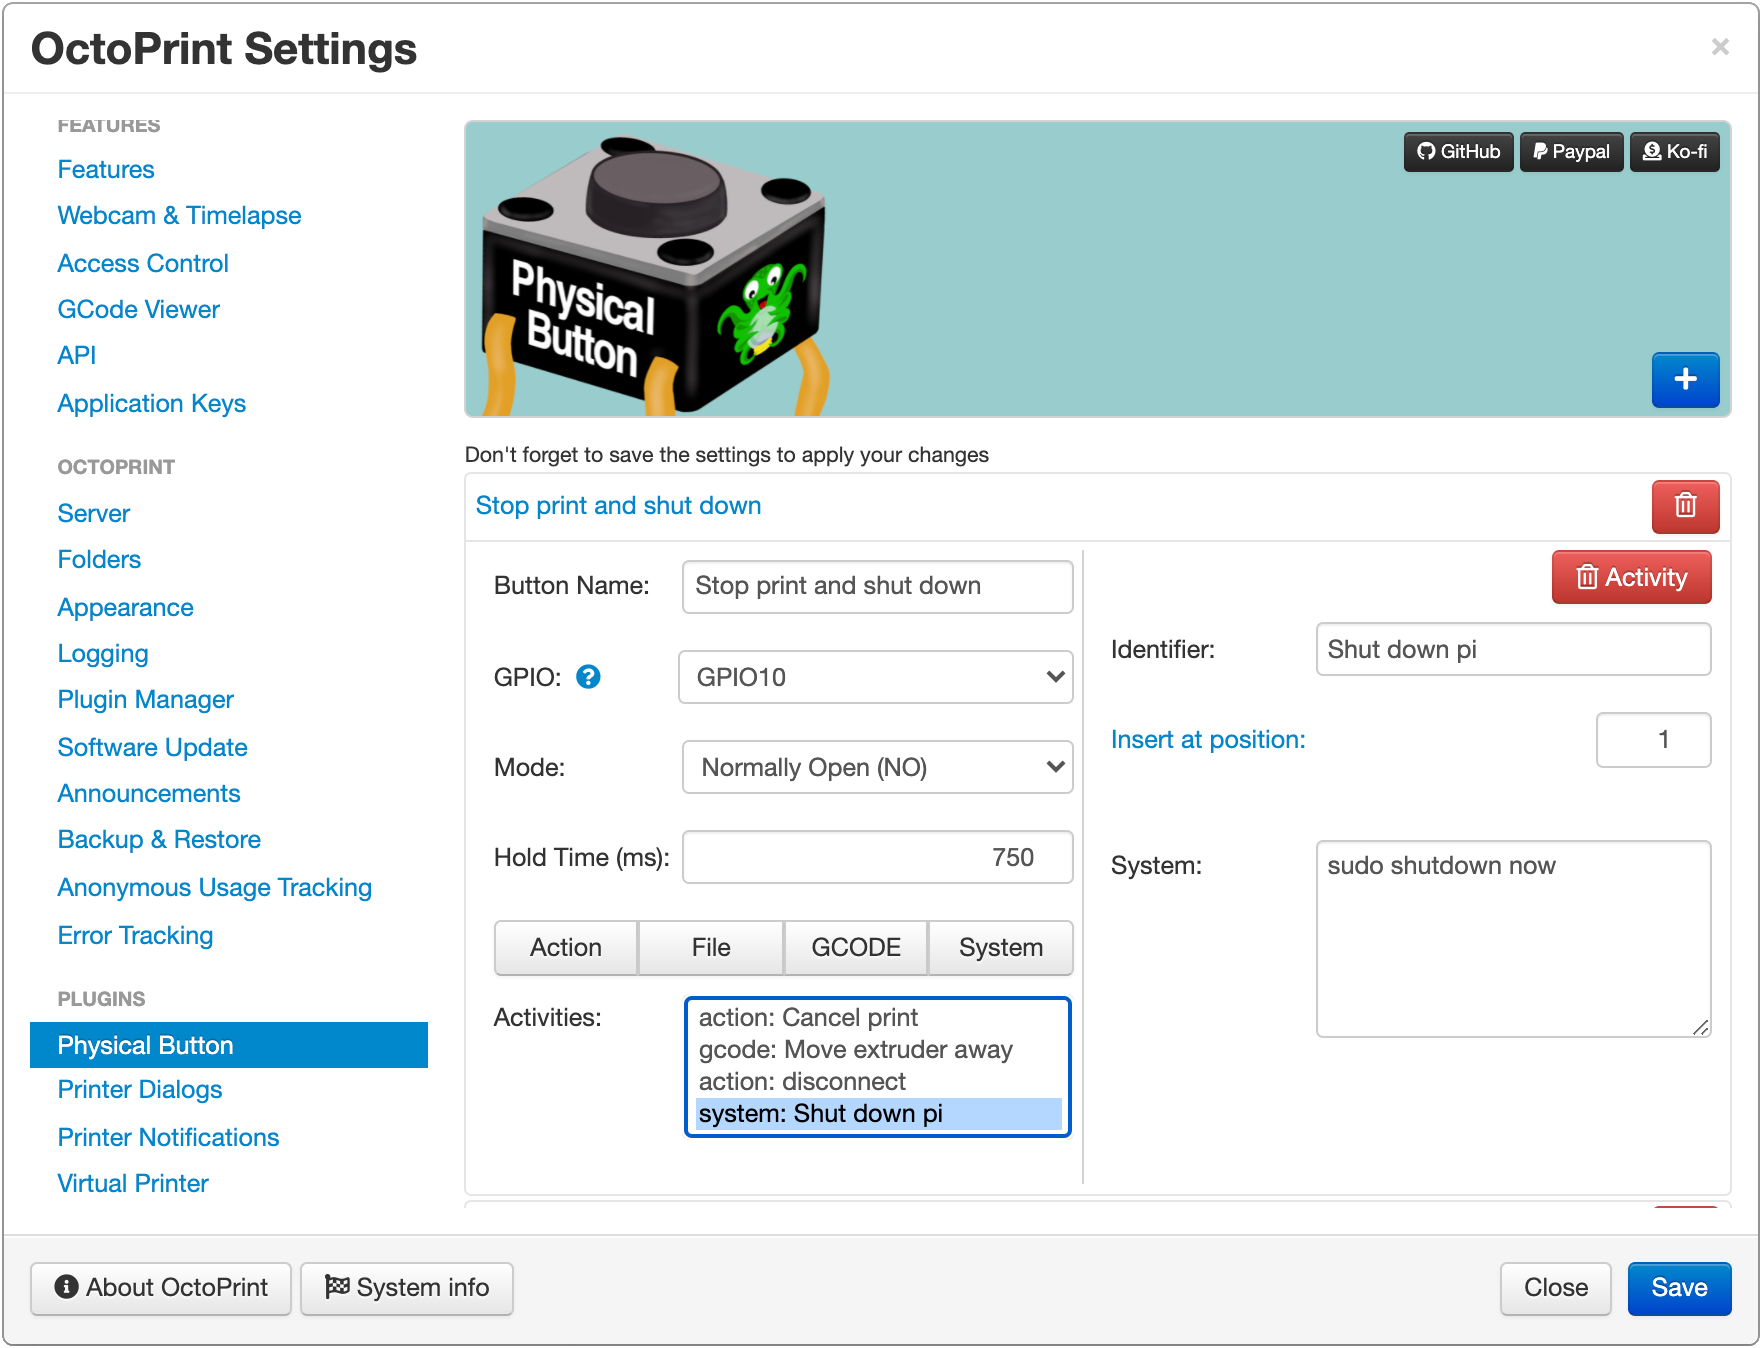 OctoPrint Settings
×
FEATURES
Features
Webcam & Timelapse
Access Control
GCode Viewer
API
Application Keys
OCTOPRINT
Server
Folders
Appearance
Logging
Plugin Manager
Software Update
Announcements
Backup & Restore
Anonymous Usage Tracking
Error Tracking
PLUGINS
Physical Button
Printer Dialogs
Printer Notifications
Virtual Printer
Physical
Button
GitHub
Paypal
Ko-fi
+
Don't forget to save the settings to apply your changes
Stop print and shut down
Button Name: Stop print and shut down
GPIO: ? GPIO10
Mode: Normally Open (NO)
Hold Time (ms): 750
Action File GCODE System
Activities:
action: Cancel print
gcode: Move extruder away
action: disconnect
system: Shut down pi
Activity
Identifier: Shut down pi
Insert at position: 1
System: sudo shutdown now
About OctoPrint
System info
Close
Save